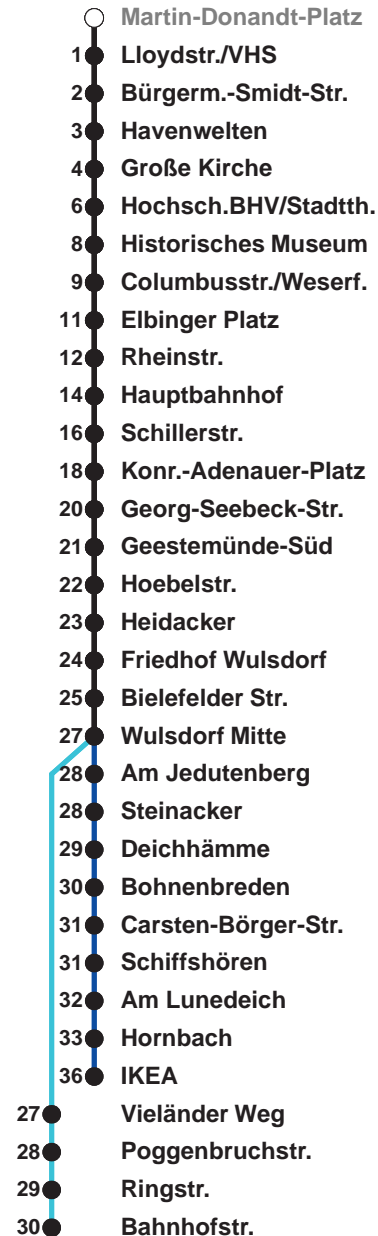 Martin-Donandt-Platz
1 Lloydstr./VHS
2 Bürgerm.-Smidt-Str.
3 Havenwelten
4 Große Kirche
6 Hochsch.BHV/Stadtth.
8 Historisches Museum
9 Columbusstr./Weserf.
11 Elbinger Platz
12 Rheinstr.
14 Hauptbahnhof
16 Schillerstr.
18 Konr.-Adenauer-Platz
20 Georg-Seebeck-Str.
21 Geestemünde-Süd
22 Hoebelstr.
23 Heidacker
24 Friedhof Wulsdorf
25 Bielefelder Str.
27 Wulsdorf Mitte
28 Am Jedutenberg
28 Steinacker
29 Deichhämme
30 Bohnenbreden
31 Carsten-Börger-Str.
31 Schiffshören
32 Am Lunedeich
33 Hornbach
36 IKEA
27 Vieländer Weg
28 Poggenbruchstr.
29 Ringstr.
30 Bahnhofstr.